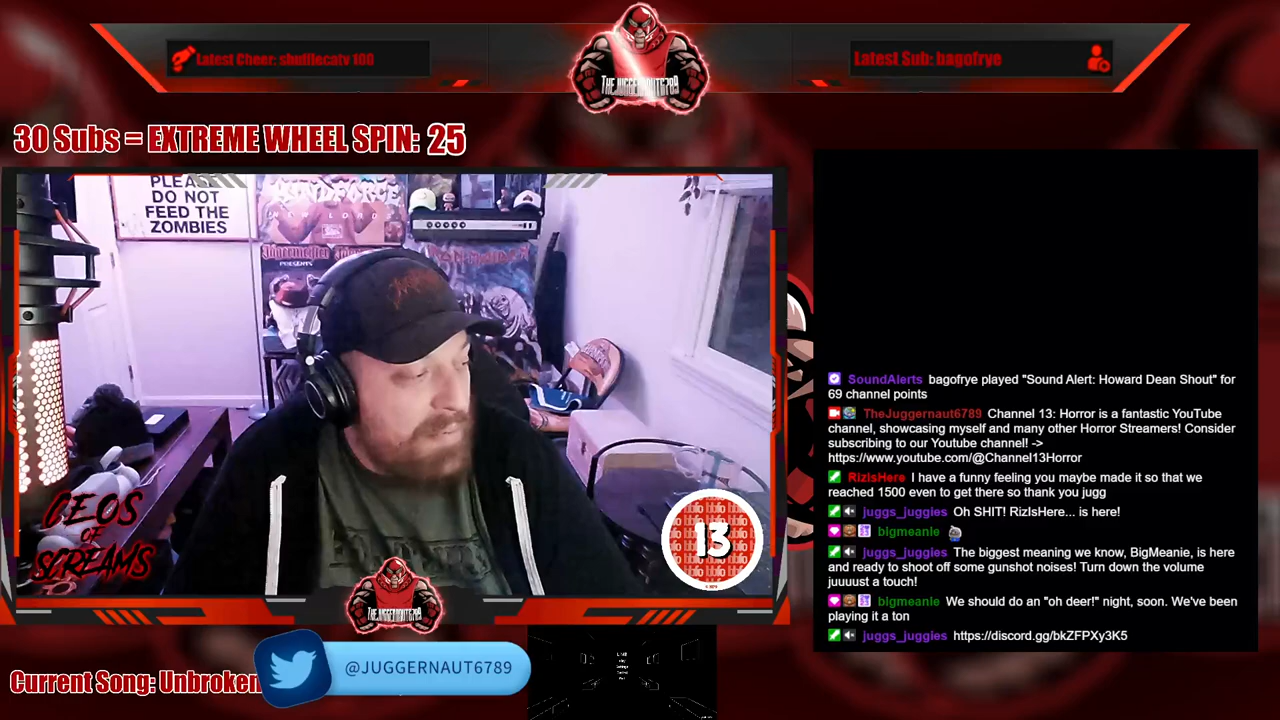 Latest Cheer: shufflecatv 100
THEJUGGERNAUT6789
Latest Sub: bagofrye
30 Subs = EXTREME WHEEL SPIN: 25
PLEASE
DO NOT
FEED THE
ZOMBIES
MINDFORCE
NEW LORDS
Jägermeister
PRESENTS
IRON MAIDEN
CEOS
OF
SCREAMS
13
THEJUGGERNAUT6789
Current Song: Unbroken
@JUGGERNAUT6789
SoundAlerts bagofrye played "Sound Alert: Howard Dean Shout" for
69 channel points
TheJuggernaut6789 Channel 13: Horror is a fantastic YouTube
channel, showcasing myself and many other Horror Streamers! Consider
subscribing to our Youtube channel! ->
https://www.youtube.com/@Channel13Horror
RizIsHere I have a funny feeling you maybe made it so that we
reached 1500 even to get there so thank you jugg
juggs_juggies Oh SHIT! RizIsHere... is here!
bigmeanie
juggs_juggies The biggest meaning we know, BigMeanie, is here
and ready to shoot off some gunshot noises! Turn down the volume
juuuust a touch!
bigmeanie We should do an "oh deer!" night, soon. We've been
playing it a ton
juggs_juggies https://discord.gg/bkZFPXy3K5